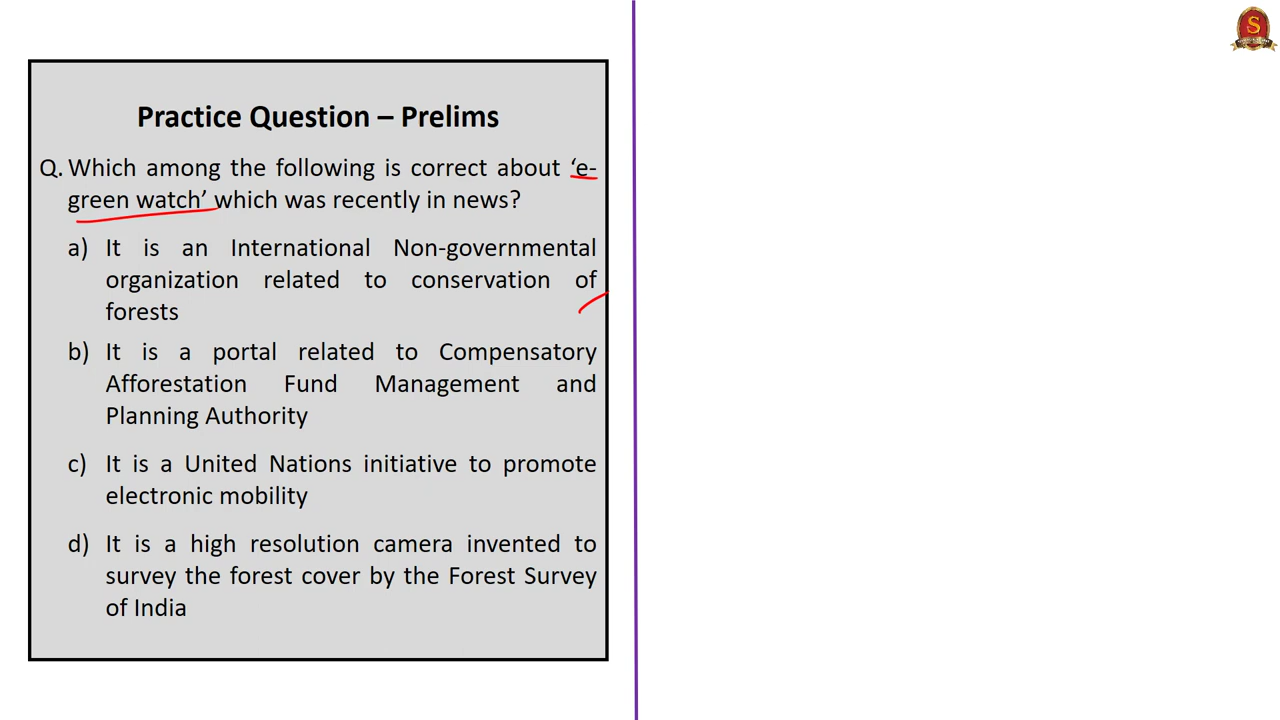 S
Practice Question – Prelims
Q. Which among the following is correct about ‘e-
green watch’ which was recently in news?
a) It is an International Non-governmental
organization related to conservation of
forests
b) It is a portal related to Compensatory
Afforestation Fund Management and
Planning Authority
c) It is a United Nations initiative to promote
electronic mobility
d) It is a high resolution camera invented to
survey the forest cover by the Forest Survey
of India